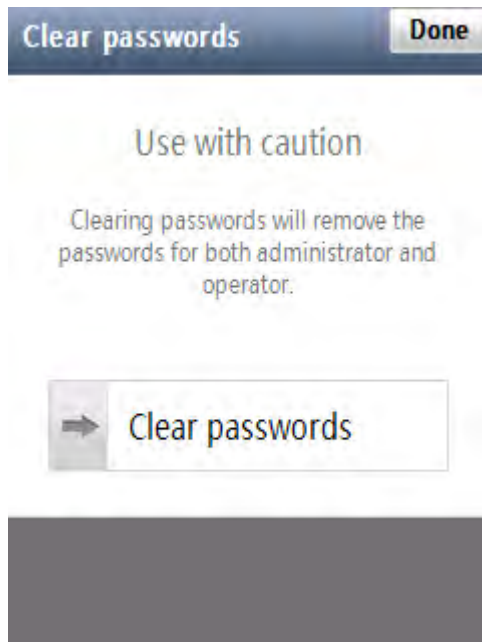 Clear passwords
Done
Use with caution
Clearing passwords will remove the
passwords for both administrator and
operator.
Clear passwords